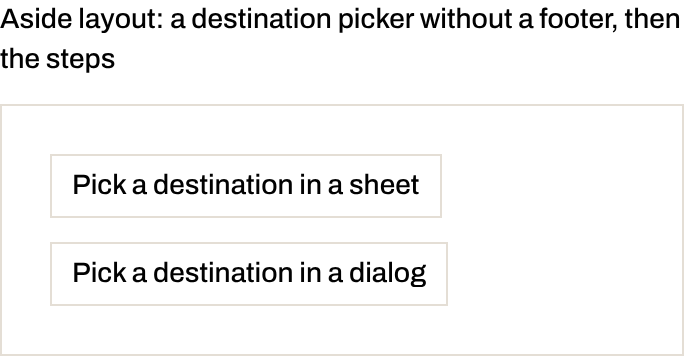 Aside layout: a destination picker without a footer, then
the steps
Pick a destination in a sheet
Pick a destination in a dialog